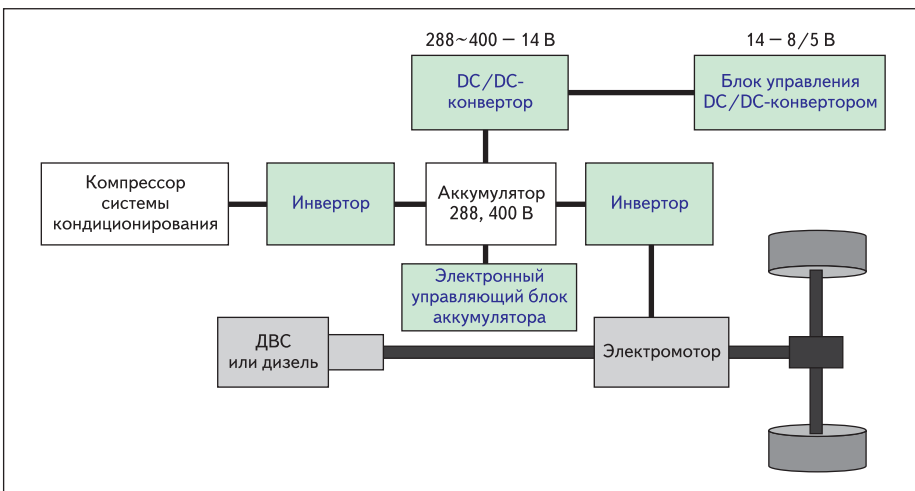 288~400 – 14 В
14 – 8/5 В
DC/DC-
конвертор
Блок управления
DC/DC-конвертором
Компрессор
системы
кондиционирования
Инвертор
Аккумулятор
288, 400 В
Инвертор
Электронный
управляющий блок
аккумулятора
ДВС
или дизель
Электромотор